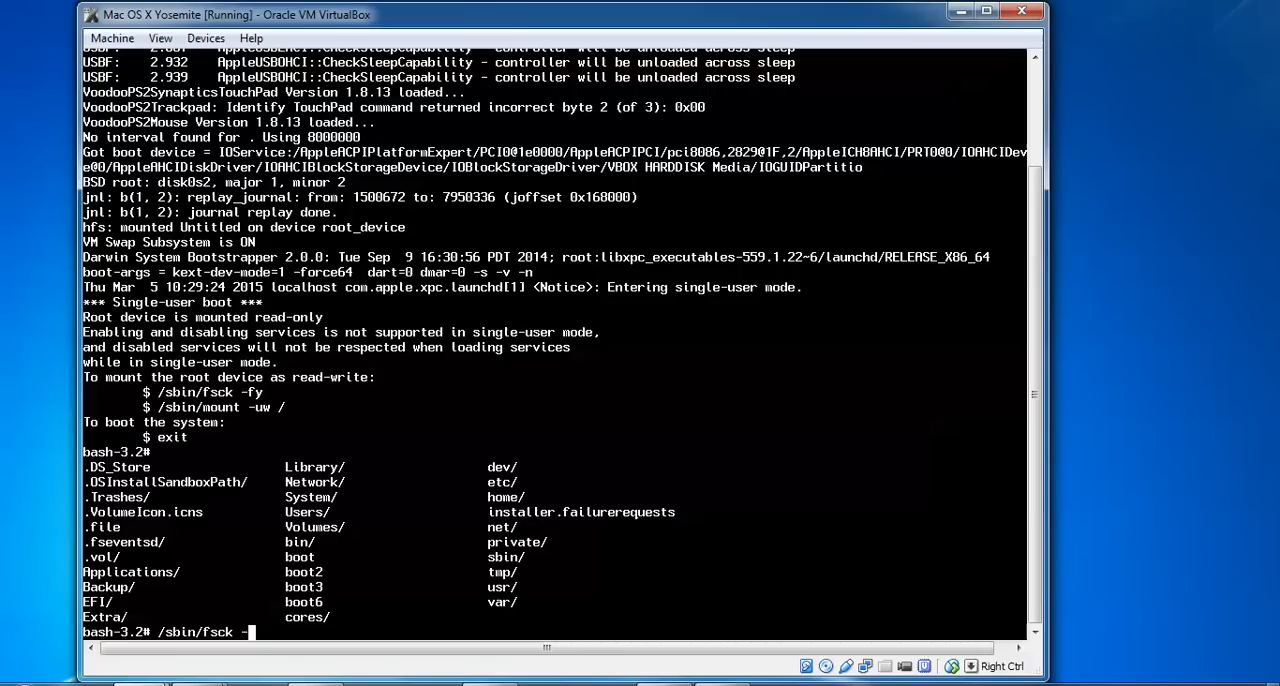 Mac OS X Yosemite [Running] - Oracle VM VirtualBox
Machine View Devices Help
USBF: 2.887 AppleUSBOHCI::CheckSleepCapability - controller will be unloaded across sleep
USBF: 2.932 AppleUSBOHCI::CheckSleepCapability - controller will be unloaded across sleep
USBF: 2.939 AppleUSBOHCI::CheckSleepCapability - controller will be unloaded across sleep
VoodooPS2SynapticsTouchPad Version 1.8.13 loaded...
VoodooPS2Trackpad: Identify TouchPad command returned incorrect byte 2 (of 3): 0x00
VoodooPS2Mouse Version 1.8.13 loaded...
No interval found for . Using 8000000
Got boot device = IOService:/AppleACPIPlatformExpert/PCI0@1e0000/AppleACPIPCI/pci8086,2829@1F,2/AppleICH8AHCI/PRT0@0/IOAHCIDev
e@0/AppleAHCIDiskDriver/IOAHCIBlockStorageDevice/IOBlockStorageDriver/VBOX HARDDISK Media/IOGUIDPartitio
BSD root: disk0s2, major 1, minor 2
jnl: b(1, 2): replay_journal: from: 1500672 to: 7950336 (joffset 0x168000)
jnl: b(1, 2): journal replay done.
hfs: mounted Untitled on device root_device
VM Swap Subsystem is ON
Darwin System Bootstrapper 2.0.0: Tue Sep  9 16:30:56 PDT 2014; root:libxpc_executables-559.1.22~6/launchd/RELEASE_X86_64
boot-args = kext-dev-mode=1 -force64  dart=0 dmar=0 -s -v -n
Thu Mar  5 10:29:24 2015 localhost com.apple.xpc.launchd[1] <Notice>: Entering single-user mode.
*** Single-user boot ***
Root device is mounted read-only
Enabling and disabling services is not supported in single-user mode,
and disabled services will not be respected when loading services
while in single-user mode.
To mount the root device as read-write:
$ /sbin/fsck -fy
$ /sbin/mount -uw /
To boot the system:
$ exit
bash-3.2#
.DS_Store Library/ dev/
.OSInstallSandboxPath/ Network/ etc/
.Trashes/ System/ home/
.VolumeIcon.icns Users/ installer.failurerequests
.file Volumes/ net/
.fseventsd/ bin/ private/
.vol/ boot sbin/
Applications/ boot2 tmp/
Backup/ boot3 usr/
EFI/ boot6 var/
Extra/ cores/
bash-3.2# /sbin/fsck -
Right Ctrl